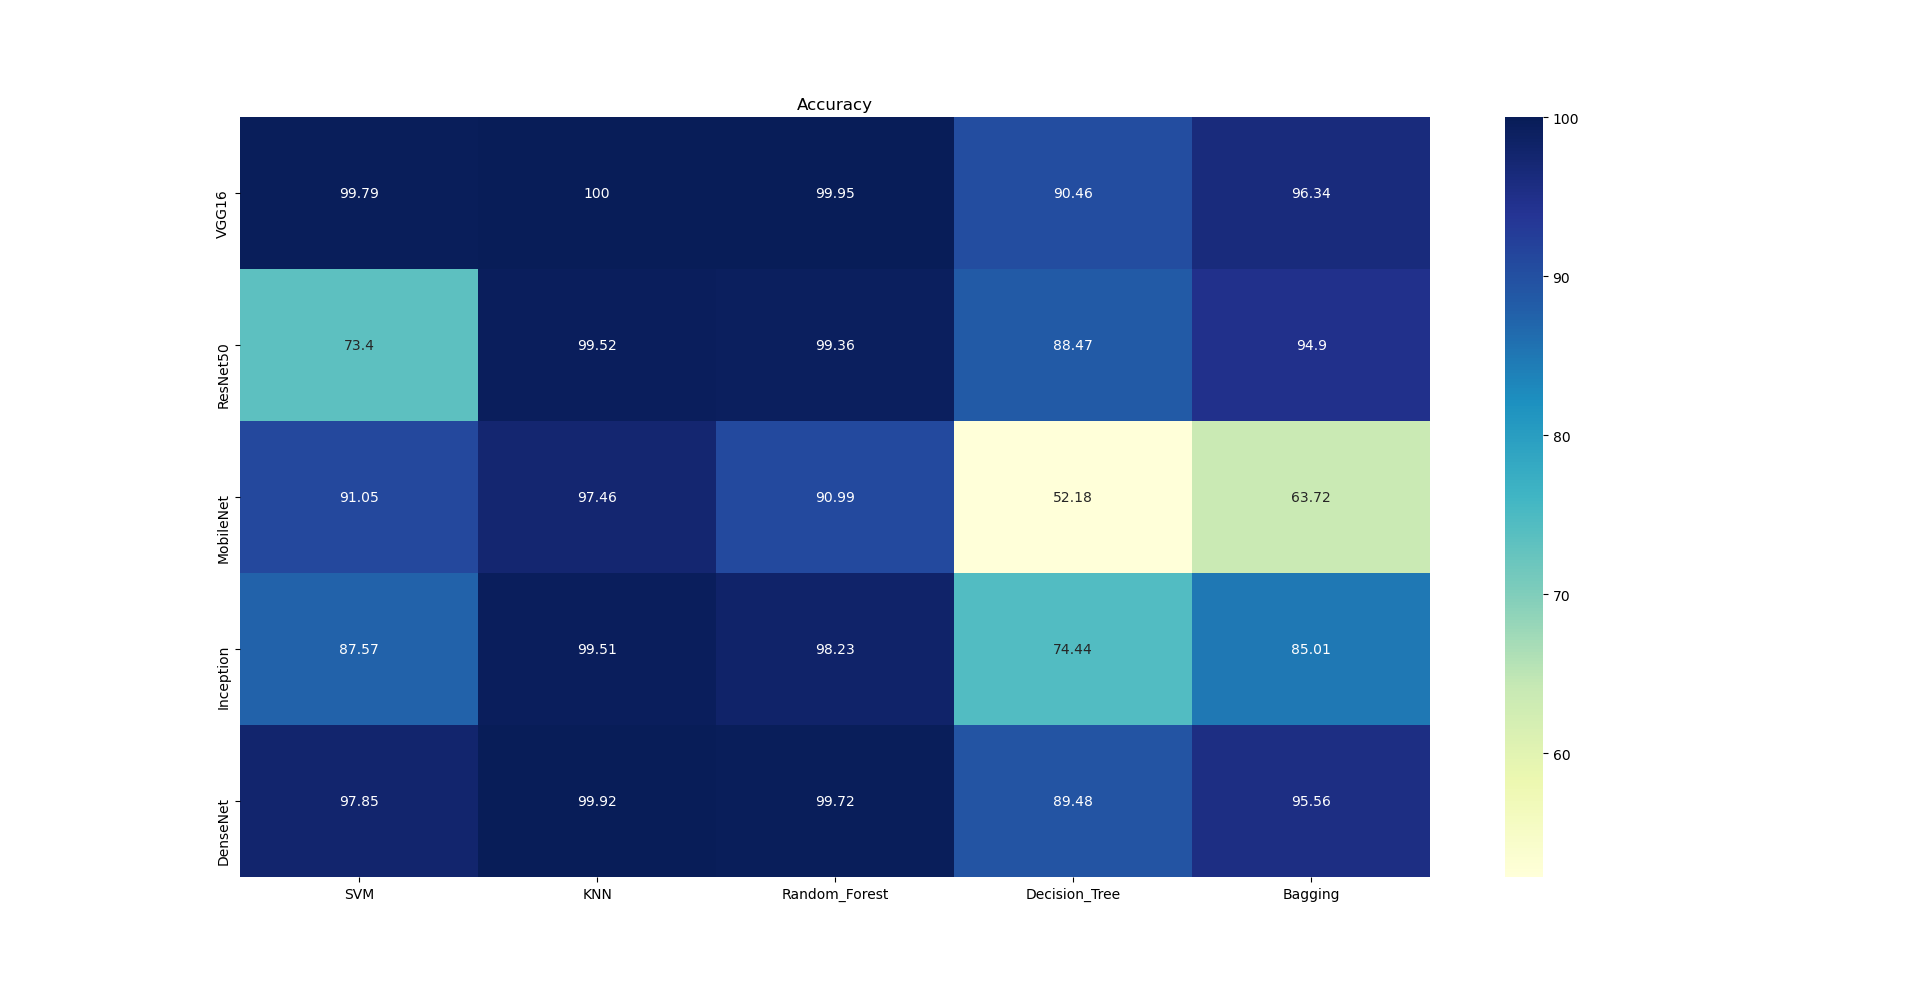 Accuracy
VGG16
99.79 100 99.95 90.46 96.34
ResNet50
73.4 99.52 99.36 88.47 94.9
MobileNet
91.05 97.46 90.99 52.18 63.72
Inception
87.57 99.51 98.23 74.44 85.01
DenseNet
97.85 99.92 99.72 89.48 95.56
SVM KNN Random_Forest Decision_Tree Bagging
100
90
80
70
60